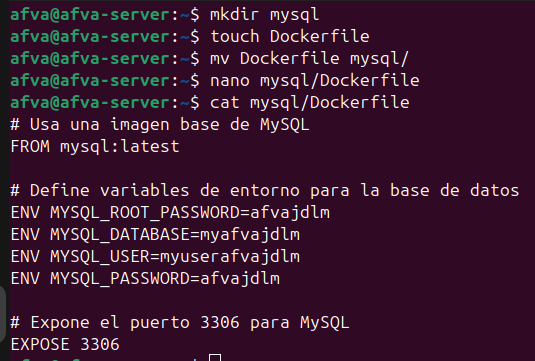 afva@afva-server:~$ mkdir mysql
afva@afva-server:~$ touch Dockerfile
afva@afva-server:~$ mv Dockerfile mysql/
afva@afva-server:~$ nano mysql/Dockerfile
afva@afva-server:~$ cat mysql/Dockerfile
# Usa una imagen base de MySQL
FROM mysql:latest

# Define variables de entorno para la base de datos
ENV MYSQL_ROOT_PASSWORD=afvajdlm
ENV MYSQL_DATABASE=myafvajdlm
ENV MYSQL_USER=myuserafvajdlm
ENV MYSQL_PASSWORD=afvajdlm

# Expone el puerto 3306 para MySQL
EXPOSE 3306